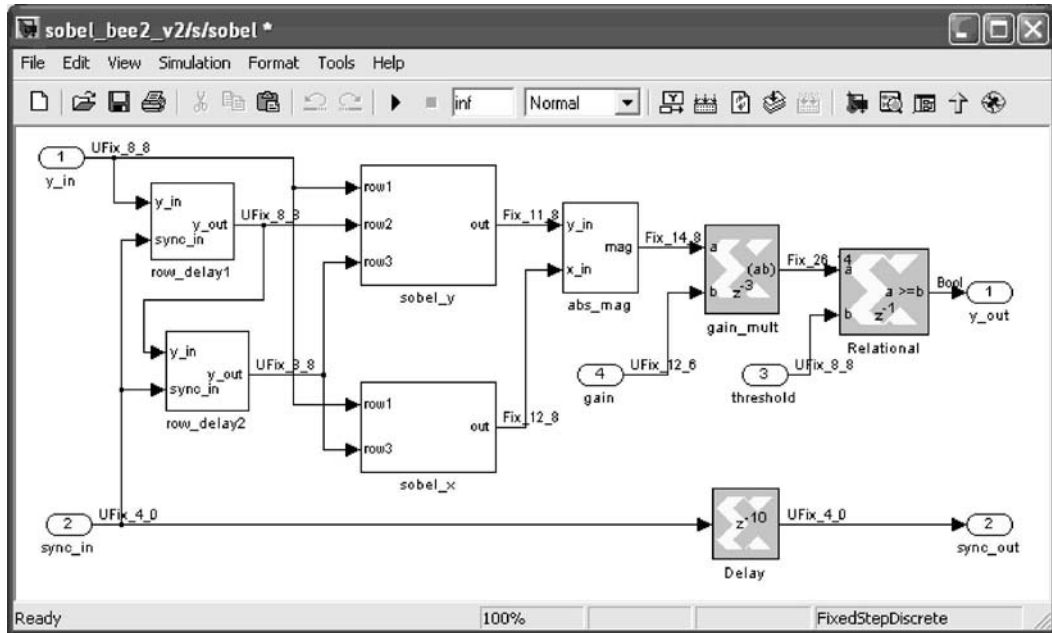 sobel_bee2_v2/s/sobel *
File Edit View Simulation Format Tools Help
inf Normal
1
y_in
UFix_8_8
y_in
sync_in
y_out
row_delay1
UFix_8_8
y_in
sync_in
y_out
row_delay2
UFix_8_8
row1
row2
row3
out
sobel_y
Fix_11_8
row1
row3
out
sobel_x
Fix_12_8
y_in
x_in
mag
abs_mag
Fix_14_8
a
b
(ab)
z-3
gain_mult
4
gain
UFix_12_6
Fix_26_14
a
b
a >=b
z-1
Relational
3
threshold
UFix_8_8
Bool
1
y_out
2
sync_in
UFix_4_0
z-10
Delay
UFix_4_0
2
sync_out
Ready 100% FixedStepDiscrete